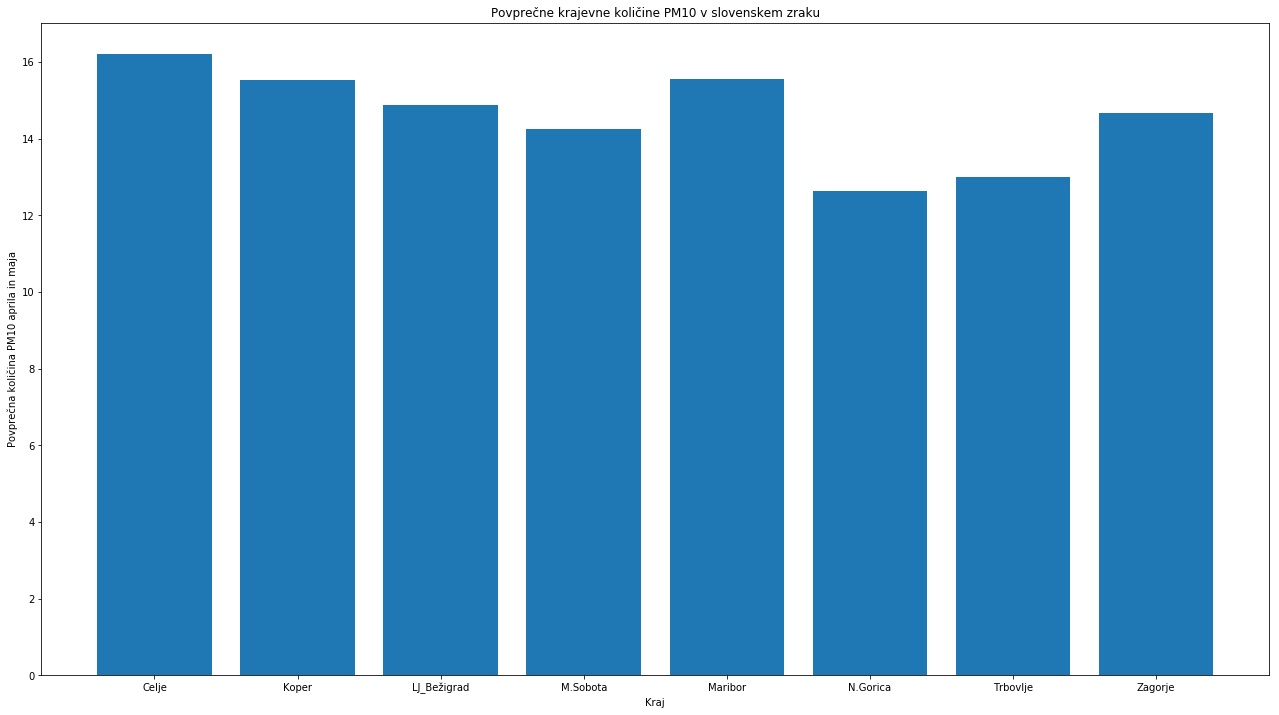 Povprečne krajevne količine PM10 v slovenskem zraku
Povprečna količina PM10 aprila in maja
16
14
12
10
8
6
4
2
0
Celje Koper LJ_Bežigrad M.Sobota Maribor N.Gorica Trbovlje Zagorje
Kraj